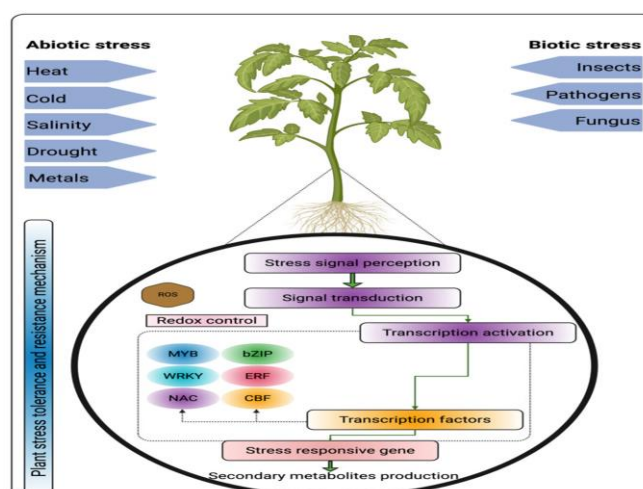 Abiotic stress
Heat
Cold
Salinity
Drought
Metals
Biotic stress
Insects
Pathogens
Fungus
Plant stress tolerance and resistance mechanism
Stress signal perception
ROS
Signal transduction
Redox control
Transcription activation
MYB
bZIP
WRKY
ERF
NAC
CBF
Transcription factors
Stress responsive gene
Secondary metabolites production